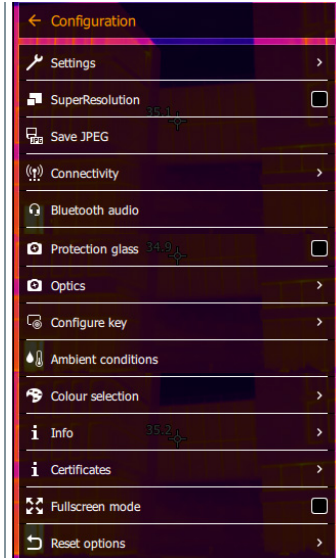 Configuration
Settings
SuperResolution
35.1
JPG
Save JPEG
Connectivity
Bluetooth audio
Protection glass
34.9
Optics
Configure key
Ambient conditions
Colour selection
Info
35.2
Certificates
Fullscreen mode
Reset options